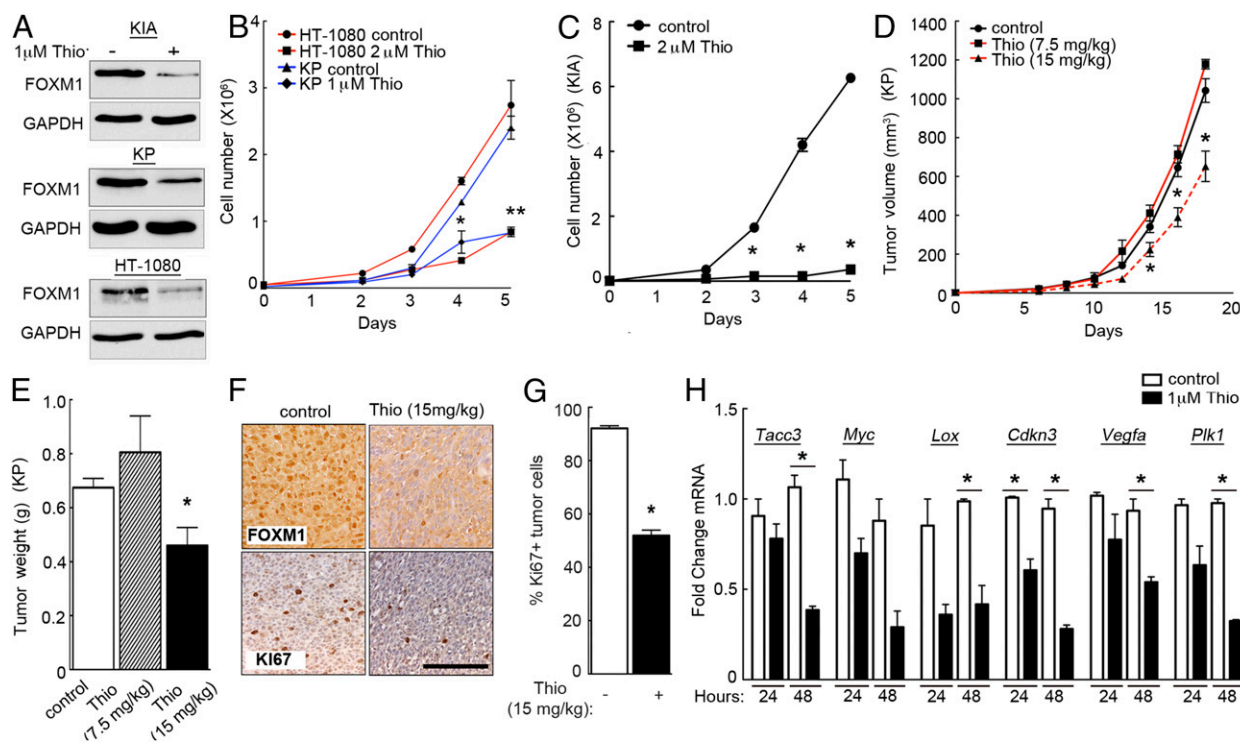 A
KIA
1μM Thio: - +
FOXM1
GAPDH
KP
FOXM1
GAPDH
HT-1080
FOXM1
GAPDH
B
HT-1080 control
HT-1080 2 μM Thio
KP control
KP 1μM Thio
Cell number (X10⁶)
3
2
1
0
*
**
0 1 2 3 4 5
Days
C
control
2 μM Thio
Cell number (X10⁶) (KIA)
8
6
4
2
0
* * *
0 1 2 3 4 5
Days
D
control
Thio (7.5 mg/kg)
Thio (15 mg/kg)
Tumor volume (mm³) (KP)
1400
1200
1000
800
600
400
200
0
*
*
*
0 5 10 15 20
Days
E
Tumor weight (g) (KP)
1.0
0.8
0.6
0.4
0.2
0
*
control
Thio
(7.5 mg/kg)
Thio
(15 mg/kg)
F
control Thio (15mg/kg)
FOXM1
KI67
G
% Ki67+ tumor cells
100
80
60
40
20
0
*
Thio - +
(15 mg/kg):
H
control
1μM Thio
Fold Change mRNA
1.5
1.0
0.5
0.0
Tacc3 Myc Lox Cdkn3 Vegfa Plk1
* * * * * *
Hours: 24 48 24 48 24 48 24 48 24 48 24 48